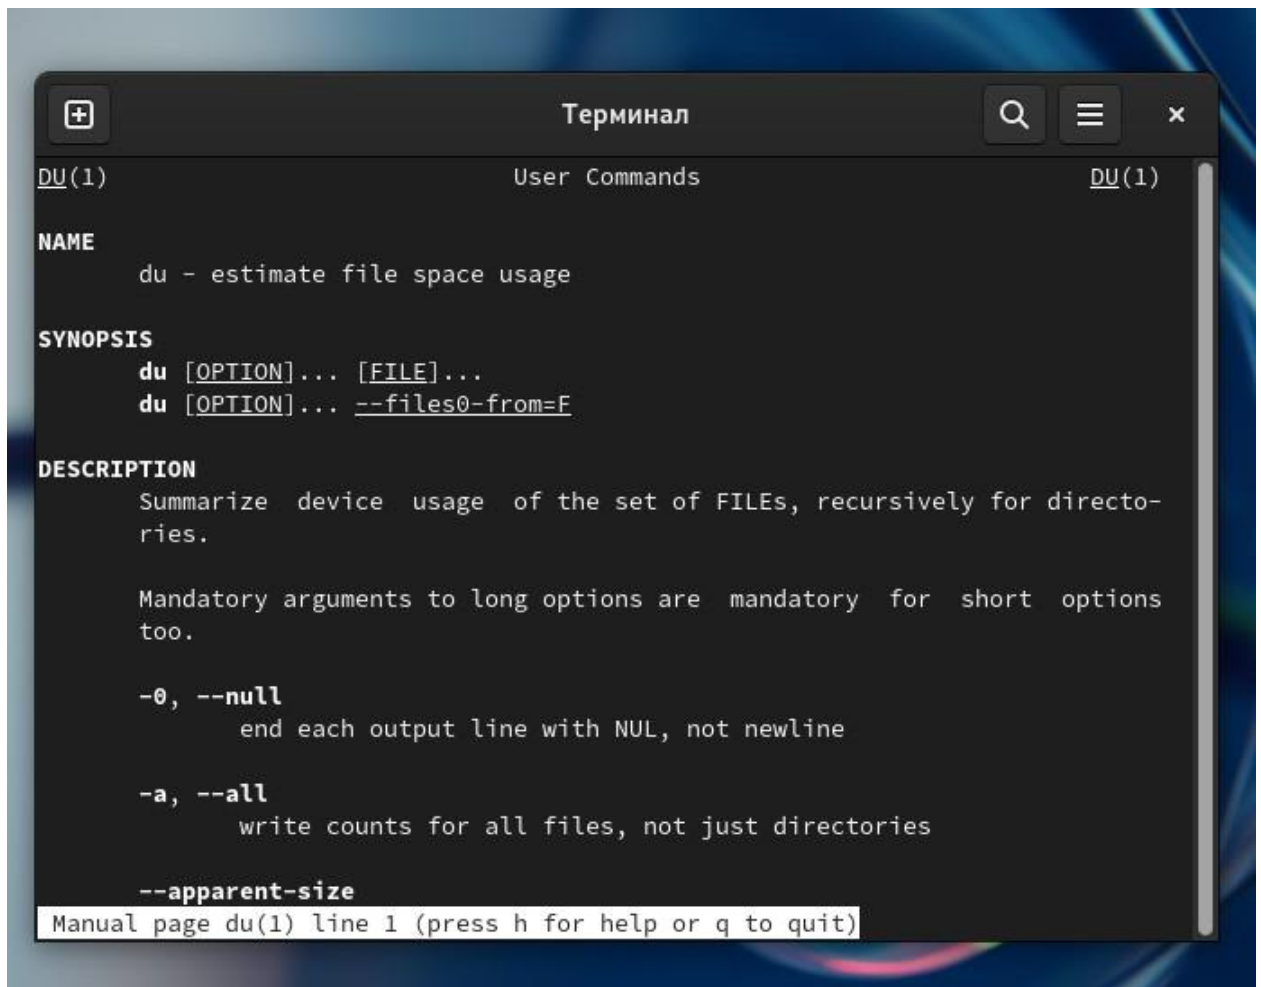 Терминал
DU(1) User Commands DU(1)
NAME
du - estimate file space usage
SYNOPSIS
du [OPTION]... [FILE]...
du [OPTION]... --files0-from=F
DESCRIPTION
Summarize device usage of the set of FILEs, recursively for directo-
ries.
Mandatory arguments to long options are mandatory for short options
too.
-0, --null
end each output line with NUL, not newline
-a, --all
write counts for all files, not just directories
--apparent-size
Manual page du(1) line 1 (press h for help or q to quit)